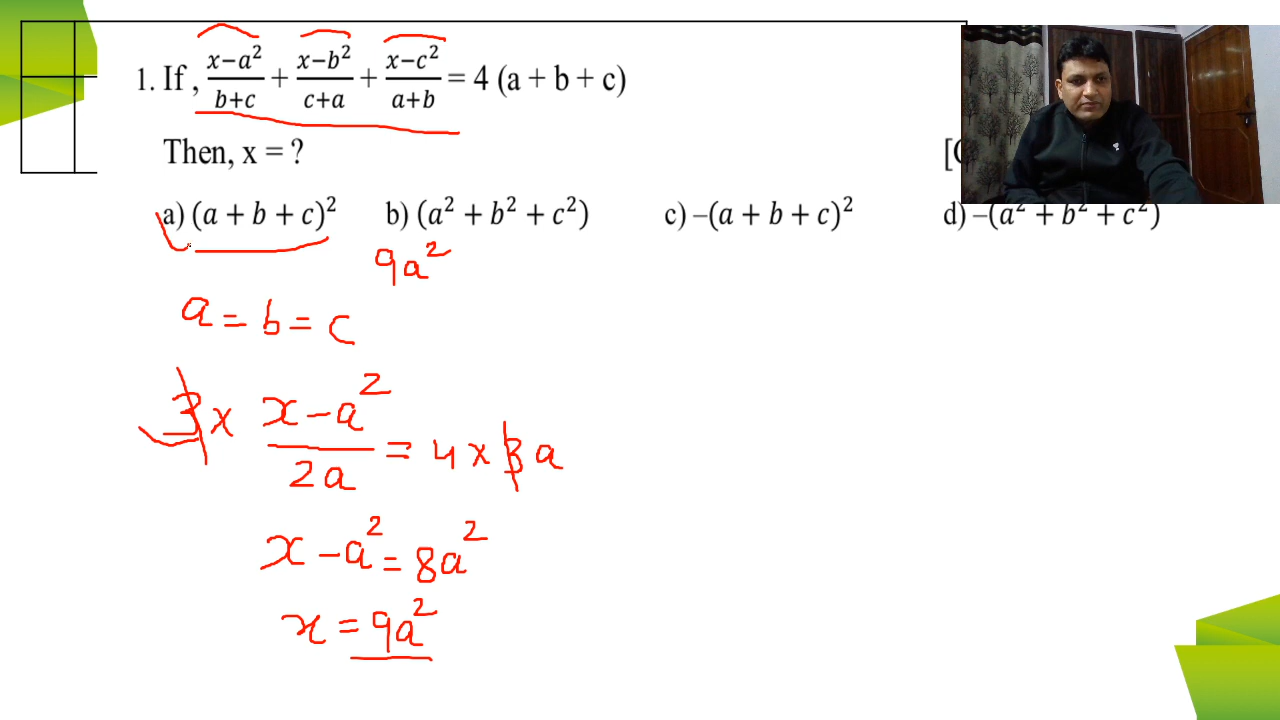 1. If , (x−a²)/(b+c) + (x−b²)/(c+a) + (x−c²)/(a+b) = 4 (a + b + c)
Then, x = ?
a) (a + b + c)² b) (a² + b² + c²) c) –(a + b + c)² d) –(a² + b² + c²)
9a²
a = b = c
3 × (x – a²)/(2a) = 4 × 3 a
x – a² = 8a²
x = 9a²